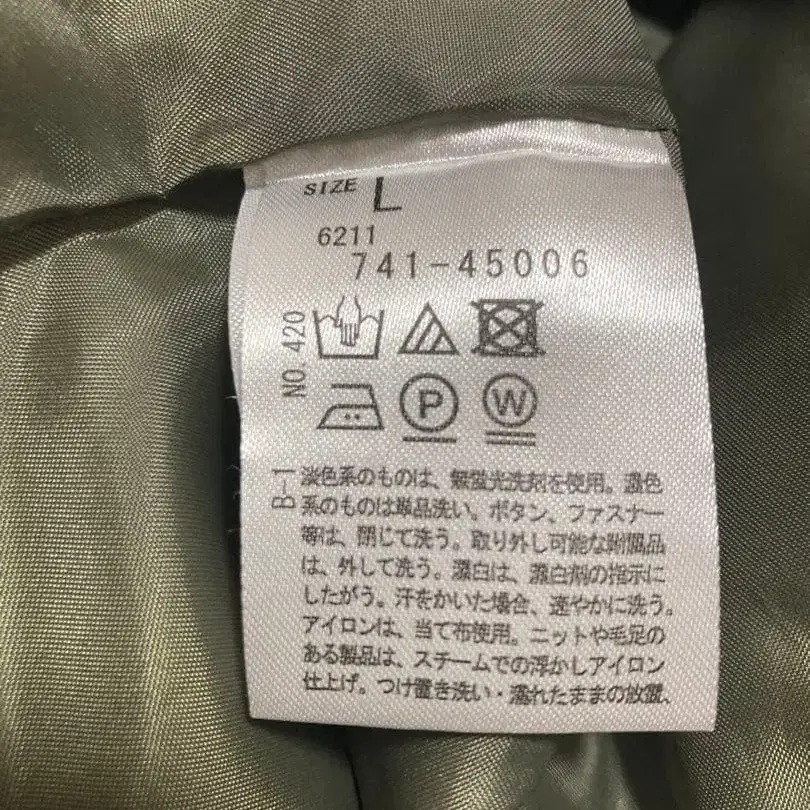 SIZE L
6211
741-45006
NO. 420
P
W
B-1
淡色系のものは、無蛍光洗剤を使用。濃色
系のものは単品洗い。ボタン、ファスナー
等は、閉じて洗う。取り外し可能な附属品
は、外して洗う。漂白は、漂白剤の指示に
したがう。汗をかいた場合、速やかに洗う。
アイロンは、当て布使用。ニットや毛足の
ある製品は、スチームでの浮かしアイロン
仕上げ。つけ置き洗い・濡れたままの放置、